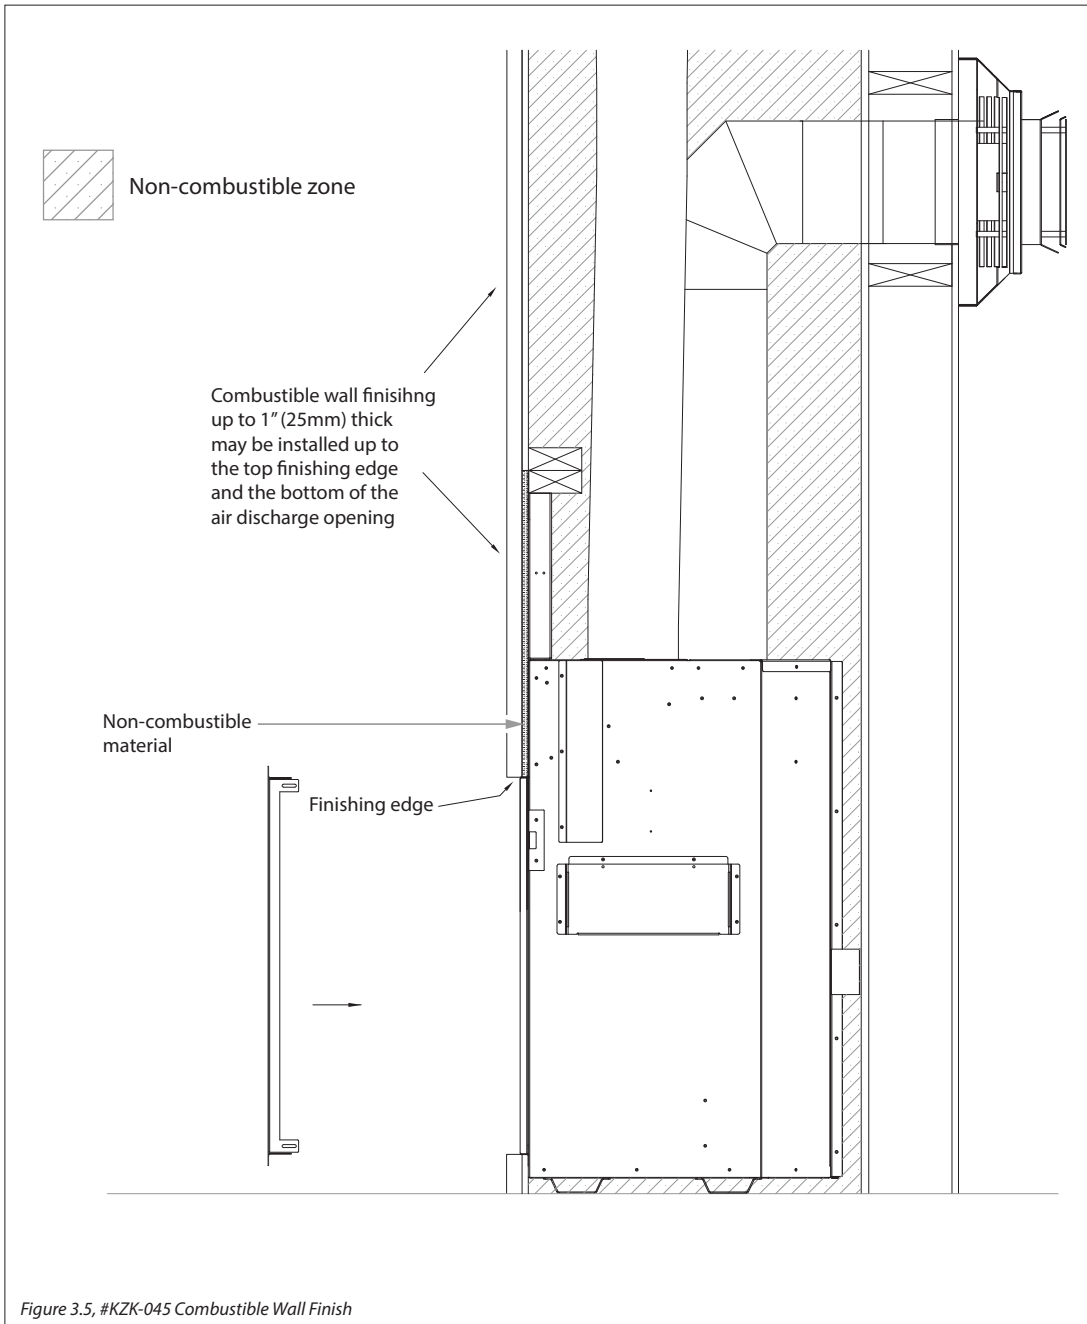 Non-combustible zone
Combustible wall finisihng
up to 1” (25mm) thick
may be installed up to
the top finishing edge
and the bottom of the
air discharge opening
Non-combustible
material
Finishing edge
Figure 3.5, #KZK-045 Combustible Wall Finish